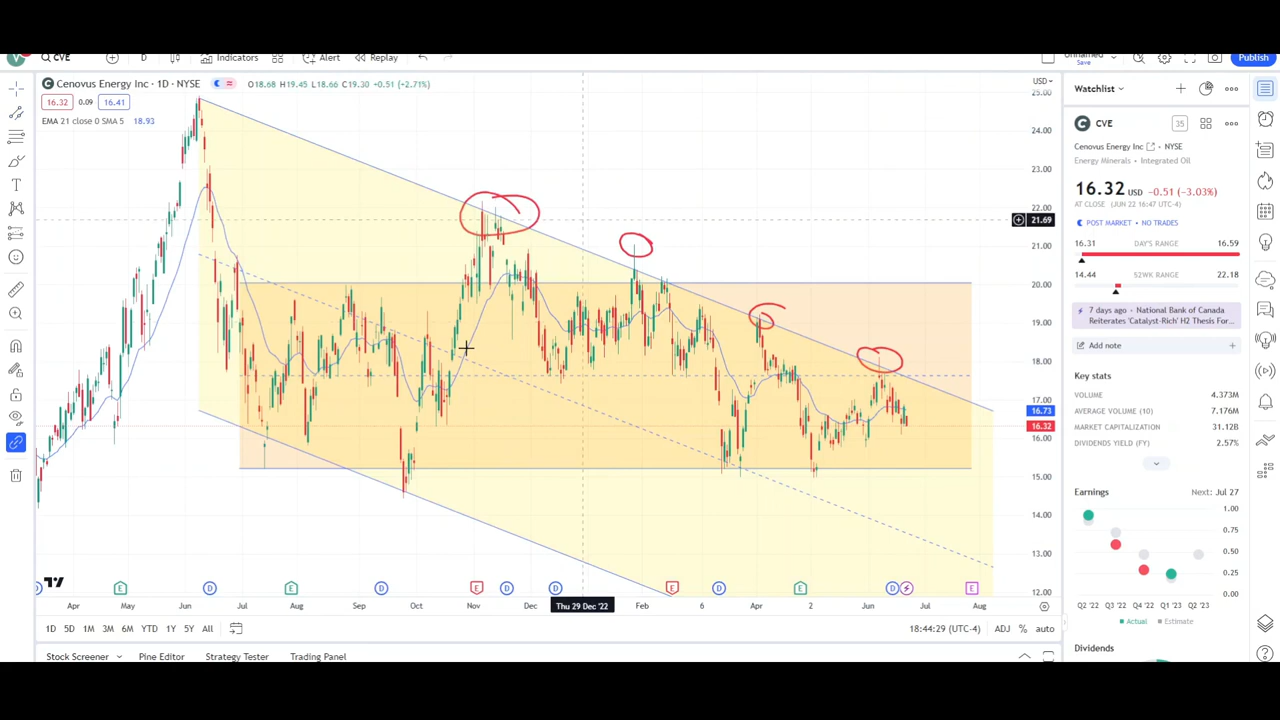 V CVE D Indicators Alert Replay Unnamed Save Publish
Cenovus Energy Inc · 1D · NYSE O18.68 H19.45 L18.66 C19.30 +0.51 (+2.71%)
16.32 0.09 16.41
EMA 21 close 0 SMA 5 18.93
USD
25.00
24.00
23.00
22.00
21.69
21.00
20.00
19.00
18.00
17.00
16.73
16.32
16.00
15.00
14.00
13.00
12.00
D E D E D E D D E D E D E
Apr May Jun Jul Aug Sep Oct Nov Dec Thu 29 Dec '22 Feb 6 Apr 2 Jun Jul Aug
1D 5D 1M 3M 6M YTD 1Y 5Y All 18:44:29 (UTC-4) ADJ % auto
Stock Screener Pine Editor Strategy Tester Trading Panel
Watchlist
CVE 35
Cenovus Energy Inc · NYSE
Energy Minerals · Integrated Oil
16.32 USD −0.51 (−3.03%)
AT CLOSE (JUN 22 16:47 UTC-4)
POST MARKET · NO TRADES
16.31 DAY'S RANGE 16.59
14.44 52WK RANGE 22.18
7 days ago · National Bank of Canada
Reiterates 'Catalyst-Rich' H2 Thesis For...
Add note
Key stats
VOLUME 4.373M
AVERAGE VOLUME (10) 7.176M
MARKET CAPITALIZATION 31.12B
DIVIDENDS YIELD (FY) 2.57%
Earnings Next: Jul 27
1.00
0.75
0.50
0.25
0.00
Q2 '22 Q3 '22 Q4 '22 Q1 '23 Q2 '23
Actual Estimate
Dividends